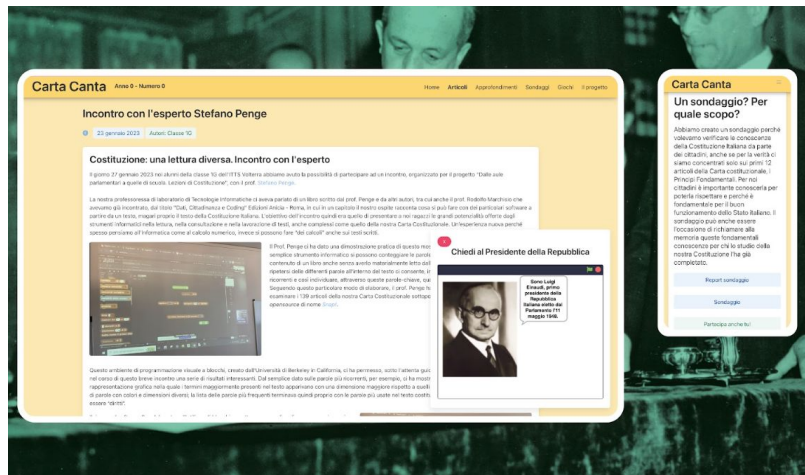 Carta Canta Anno 0 - Numero 0 Home Articoli Approfondimenti Sondaggi Giochi Il progetto
Incontro con l'esperto Stefano Penge
23 gennaio 2023 Autori: Classe 1G
Costituzione: una lettura diversa. Incontro con l'esperto
Il giorno 27 gennaio 2023 noi alunni della classe 1G dell'ITTS Volterra abbiamo avuto la possibilità di partecipare ad un incontro, organizzato per il progetto "Dalle aule
parlamentari a quelle di scuola. Lezioni di Costituzione", con il prof. Stefano Penge.
La nostra professoressa di laboratorio di Tecnologie Informatiche ci aveva parlato di un libro scritto dal prof. Penge e da altri autori, tra cui anche il prof. Rodolfo Marchisio che
avevamo già incontrato, dal titolo "Cuti, Cittadinanza e Coding" Edizioni Anicia - Roma, in cui in un capitolo il nostro ospite racconta cosa si può fare con dei particolari software a
partire da un testo, magari proprio il testo della Costituzione Italiana. L'obiettivo dell'incontro quindi era quello di presentare a noi ragazzi le grandi potenzialità offerte dagli
strumenti informatici nella lettura, nella consultazione e nella lavorazione di testi, anche complessi come quello della nostra Carta Costituzionale. Un'esperienza nuova perché
spesso pensiamo all'informatica come al calcolo numerico, invece si possono fare "dei calcoli" anche sui testi scritti.
Il Prof. Penge ci ha dato una dimostrazione pratica di questo mos
semplice strumento informatico si possono conteggiare le parole
contenuto di un libro anche senza averlo materialmente letto dal
ripetersi delle differenti parole all'interno del testo ci consente, in
ricorrenti e così individuare, attraverso queste parole-chiave, qua
Seguendo questo particolare modo di elaborare, il prof. Penge h
esaminare i 139 articoli della nostra Carta Costituzionale sottopo
opensource di nome Snap!.
Questo ambiente di programmazione visuale a blocchi, creato dall'Università di Berkeley in California, ci ha permesso, sotto l'attenta gui
nel corso di questo breve incontro una serie di risultati interessanti. Dal semplice dato sulle parole più ricorrenti, per esempio, ci ha most
rappresentazione grafica nella quale i termini maggiormente presenti nel testo apparivano con una dimensione maggiore rispetto a quell
di parole con colori e dimensioni diversi, la lista delle parole più frequenti terminava quindi proprio con le parole più usate nel testo costit
essere "diritti".
x
Chiedi al Presidente della Repubblica
Sono Luigi
Einaudi, primo
presidente della
Repubblica
Italiana eletto dal
Parlamento l'11
maggio 1948.
Carta Canta
Un sondaggio? Per
quale scopo?
Abbiamo creato un sondaggio perché
volevamo verificare la conoscenza
della Costituzione Italiana da parte
dei cittadini, anche se per la verità ci
siamo concentrati solo sui primi 12
articoli della Carta costituzionale, i
Principi Fondamentali. Per noi
cittadini è importante conoscerla per
poterla rispettare e perché è
fondamentale per il buon
funzionamento dello Stato italiano. Il
sondaggio può anche essere
l'occasione di richiamare alla
memoria queste fondamentali
conoscenze per chi lo studio della
nostra Costituzione l'ha già
completato.
Report sondaggio
Sondaggio
Partecipa anche tu!